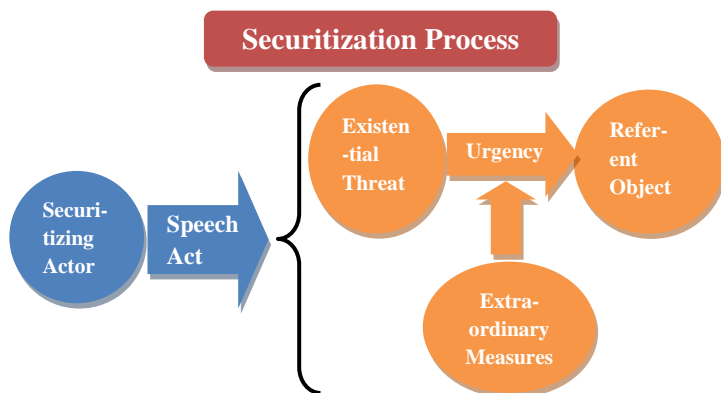 Securitization Process
Securi-
tizing
Actor
Speech
Act
Existen
-tial
Threat
Urgency
Refer-
ent
Object
Extra-
ordinary
Measures